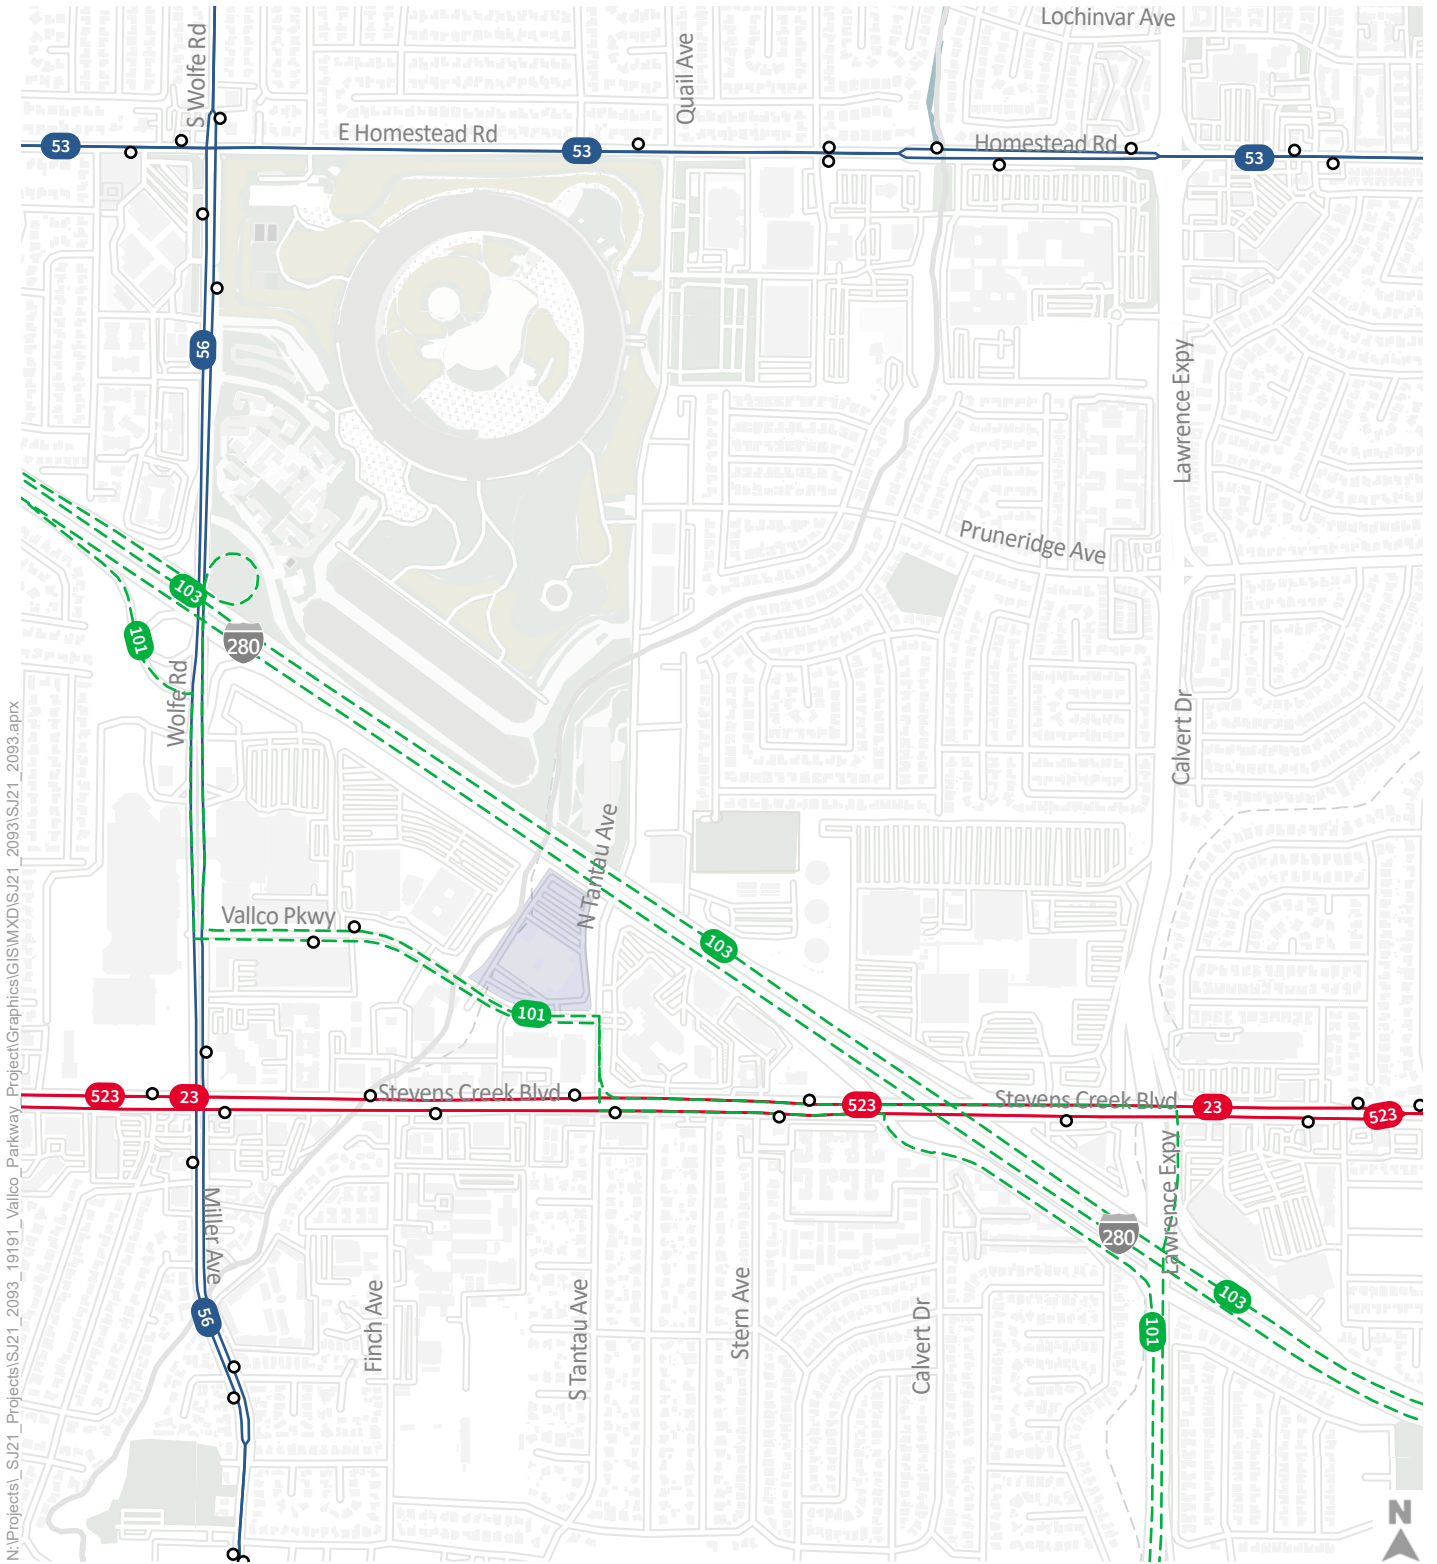 Lochinvar Ave
S Wolfe Rd
Quail Ave
E Homestead Rd
Homestead Rd
53
53
53
56
Lawrence Expy
Pruneridge Ave
103
101
280
Wolfe Rd
Calvert Dr
N Tantau Ave
Vallco Pkwy
103
101
Stevens Creek Blvd
Stevens Creek Blvd
523
23
523
23
523
Lawrence Expy
Miller Ave
280
103
56
Finch Ave
S Tantau Ave
Stern Ave
Calvert Dr
101
N
N:\Projects\_SJ21_Projects\SJ21_2093_19191_Vallco_Parkway_Project\Graphics\GIS\MXD\SJ21_2093\SJ21_2093.aprx